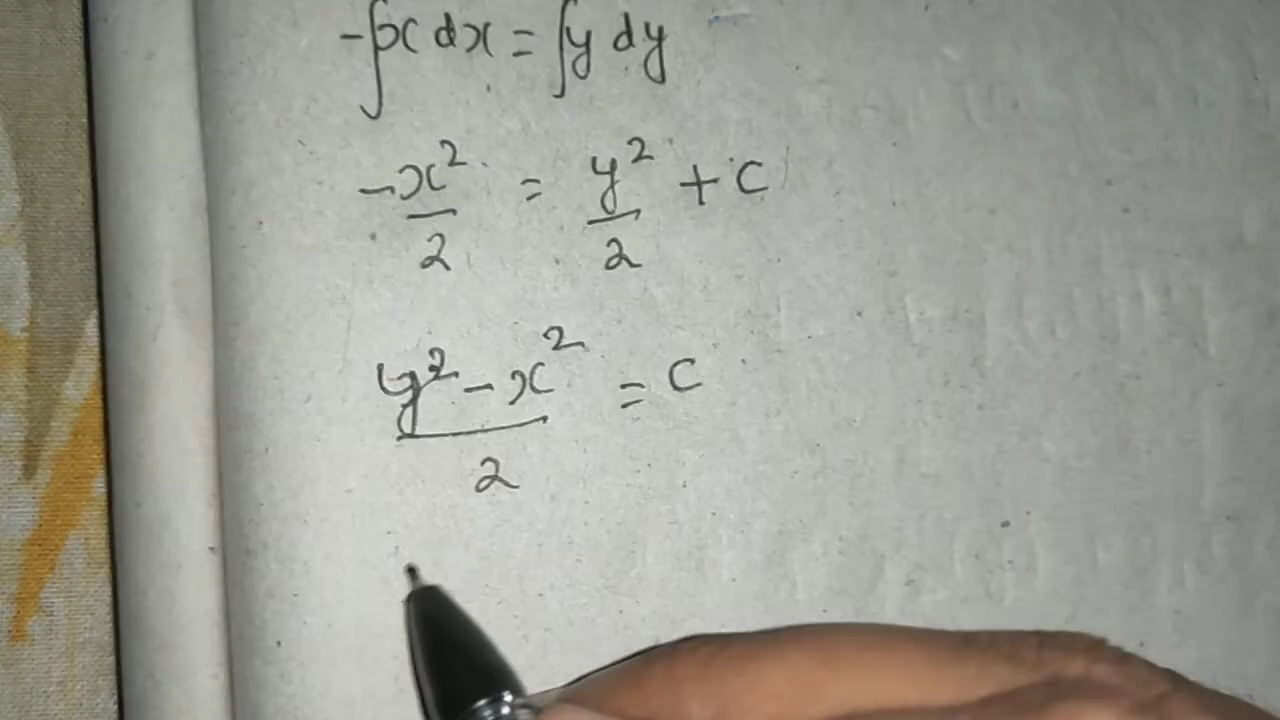 -∫x dx = ∫y dy
-x²/2 = y²/2 + c
y² - x²/2 = c